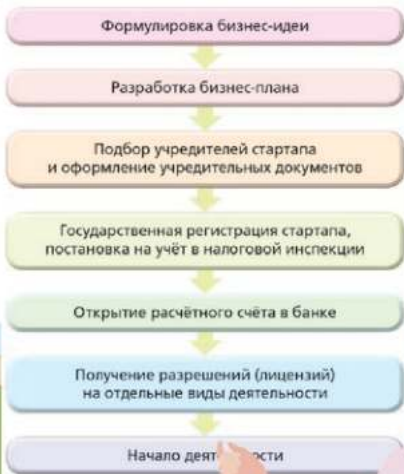 Формулировка бизнес-идеи
Разработка бизнес-плана
Подбор учредителей стартапа
и оформление учредительных документов
Государственная регистрация стартапа,
постановка на учёт в налоговой инспекции
Открытие расчётного счёта в банке
Получение разрешений (лицензий)
на отдельные виды деятельности
Начало